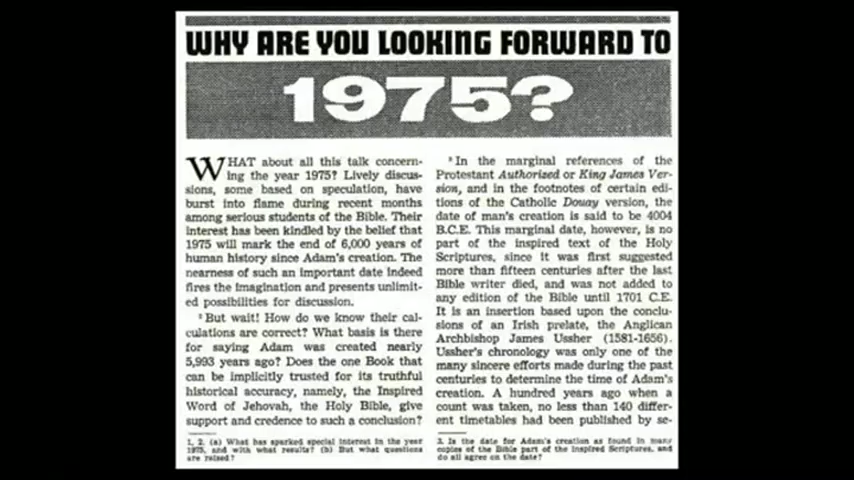 WHY ARE YOU LOOKING FORWARD TO
1975?
WHAT about all this talk concern-
ing the year 1975? Lively discus-
sions, some based on speculation, have
burst into flame during recent months
among serious students of the Bible. Their
interest has been kindled by the belief that
1975 will mark the end of 6,000 years of
human history since Adam's creation. The
nearness of such an important date indeed
fires the imagination and presents unlimit-
ed possibilities for discussion.
² But wait! How do we know their cal-
culations are correct? What basis is there
for saying Adam was created nearly
5,993 years ago? Does the one Book that
can be implicitly trusted for its truthful
historical accuracy, namely, the Inspired
Word of Jehovah, the Holy Bible, give
support and credence to such a conclusion?
1, 2. (a) What has sparked special interest in the year
1975, and with what results? (b) But what questions
are raised?
³ In the marginal references of the
Protestant Authorized or King James Ver-
sion, and in the footnotes of certain edi-
tions of the Catholic Douay version, the
date of man's creation is said to be 4004
B.C.E. This marginal date, however, is no
part of the inspired text of the Holy
Scriptures, since it was first suggested
more than fifteen centuries after the last
Bible writer died, and was not added to
any edition of the Bible until 1701 C.E.
It is an insertion based upon the conclu-
sions of an Irish prelate, the Anglican
Archbishop James Ussher (1581-1656).
Ussher's chronology was only one of the
many sincere efforts made during the past
centuries to determine the time of Adam's
creation. A hundred years ago when a
count was taken, no less than 140 differ-
ent timetables had been published by se-
3. Is the date for Adam's creation as found in many
copies of the Bible part of the inspired Scriptures, and
do all agree on the date?